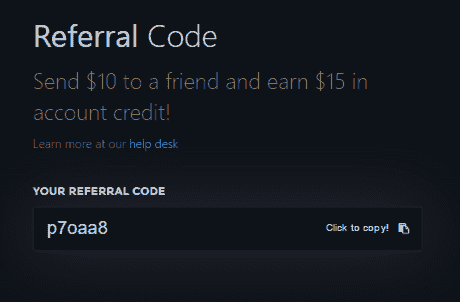 Referral Code
Send $10 to a friend and earn $15 in
account credit!
Learn more at our help desk
YOUR REFERRAL CODE
p7oaa8
Click to copy!